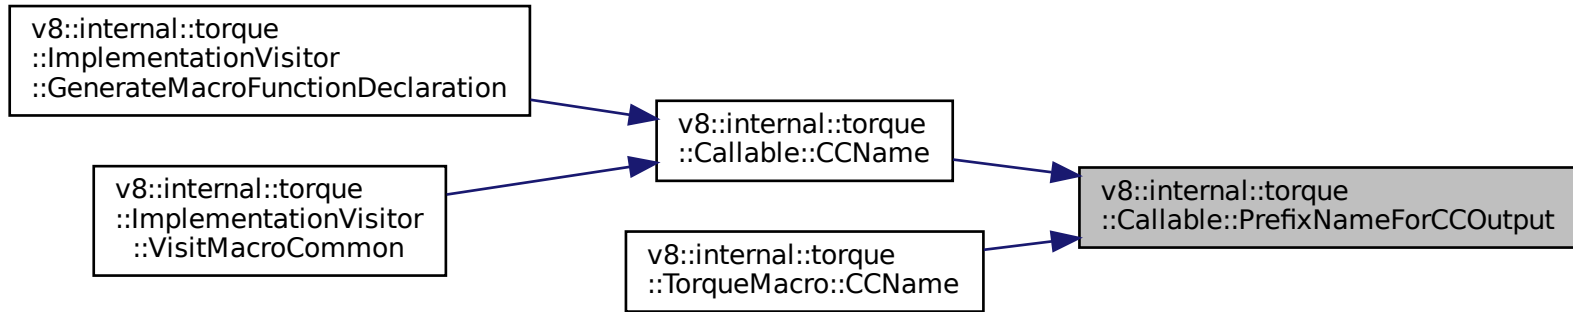 v8::internal::torque
::ImplementationVisitor
::GenerateMacroFunctionDeclaration
v8::internal::torque
::ImplementationVisitor
::VisitMacroCommon
v8::internal::torque
::Callable::CCName
v8::internal::torque
::TorqueMacro::CCName
v8::internal::torque
::Callable::PrefixNameForCCOutput